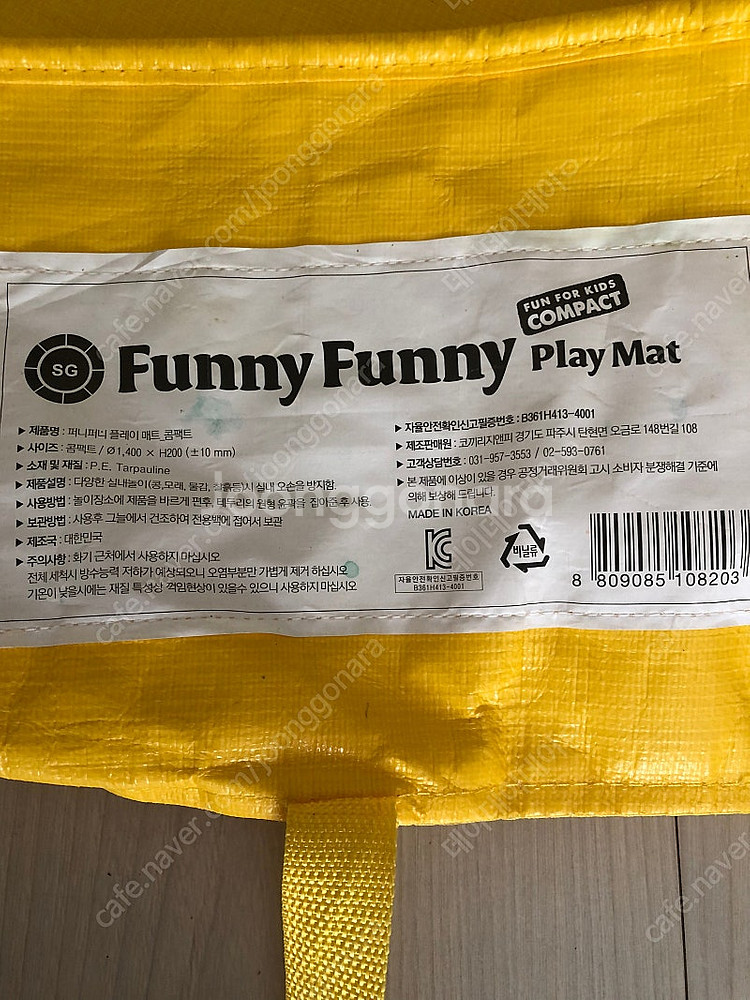 FUN FOR KIDS
COMPACT
SG
Funny Funny Play Mat
▶ 제품명 : 퍼니퍼니 플레이 매트_콤팩트
▶ 사이즈 : 콤팩트 / Ø1,400 × H200 (±10 mm)
▶ 소재 및 재질 : P.E. Tarpauline
▶ 제품설명 : 다양한 실내놀이(콩,모래, 물감, 찰흙등)시 실내 오손을 방지함.
▶ 사용방법 : 놀이장소에 제품을 바르게 편후, 테두리의 원형 윤곽을 잡아준 후 사용.
▶ 보관방법 : 사용후 그늘에서 건조하여 전용백에 접어서 보관
▶ 제조국 : 대한민국
▶ 주의사항 : 화기 근처에서 사용하지 마십시오
전체 세척시 방수능력 저하가 예상되오니 오염부분만 가볍게 제거 하십시오
기온이 낮을시에는 재질 특성상 꺾임현상이 있을수 있으니 사용하지 마십시오
▶ 자율안전확인신고필증번호 : B361H413-4001
▶ 제조판매원 : 코끼리자앤피 경기도 파주시 탄현면 오금로 148번길 108
▶ 고객상담번호 : 031-957-3553 / 02-593-0761
▶ 본 제품에 이상이 있을 경우 공정거래위원회 고시 소비자 분쟁해결 기준에
의해 보상해 드립니다.
MADE IN KOREA
자율안전확인신고필증번호
B361H413-4001
비닐류
8 809085 108203
Joonggonara
cafe.naver.com/joonggonara